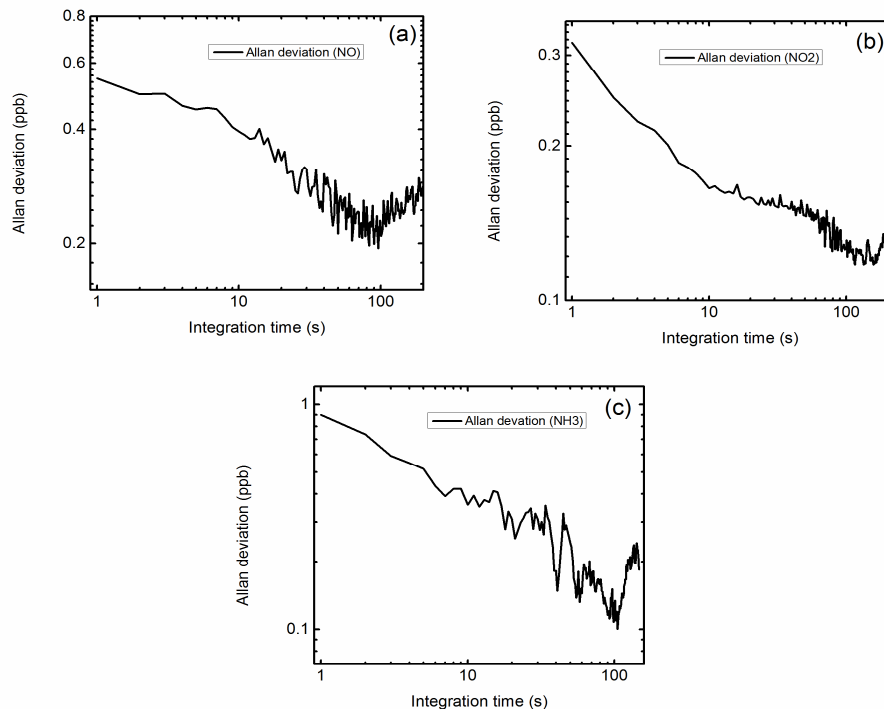 (a)
Allan deviation (NO)
0.8
0.6
0.4
0.2
Allan deviation (ppb)
1
10
100
Integration time (s)
(b)
Allan deviation (NO2)
0.3
0.2
0.1
Allan deviation (ppb)
1
10
100
Integration time (s)
(c)
Allan devation (NH3)
1
0.1
Allan deviation (ppb)
1
10
100
Integration time (s)